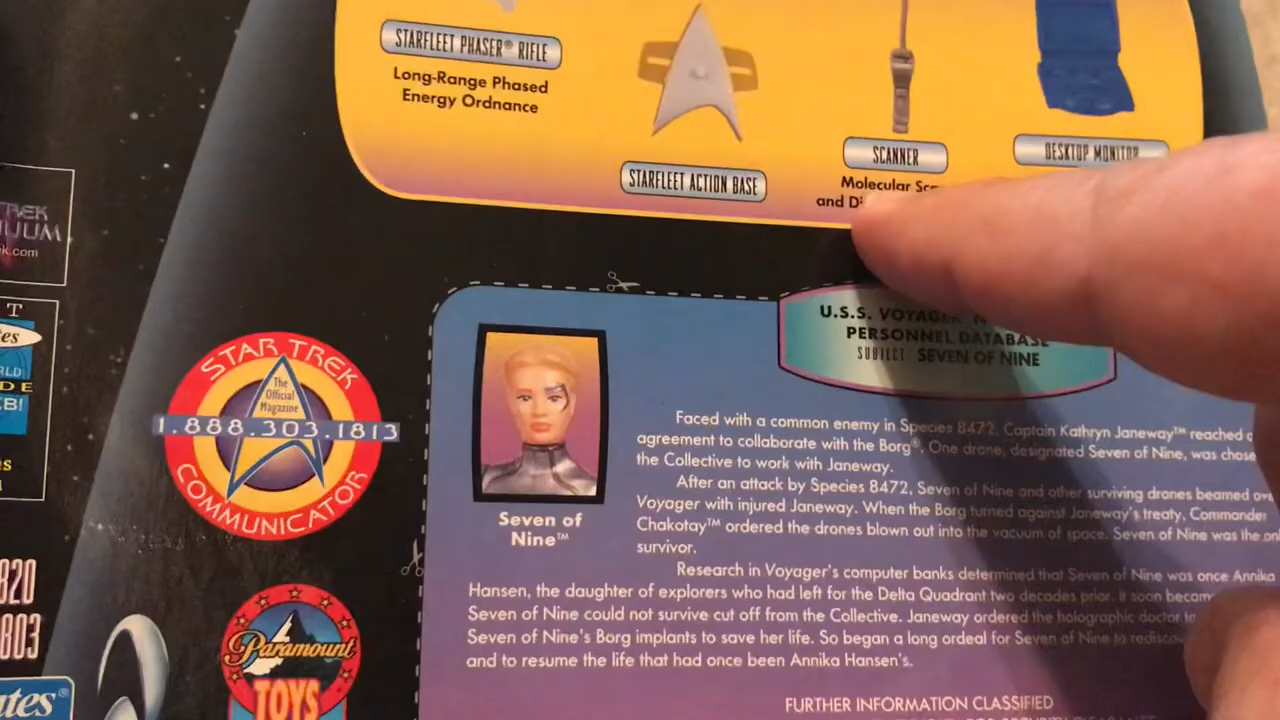 STARFLEET PHASER® RIFLE
Long-Range Phased
Energy Ordnance
STARFLEET ACTION BASE
SCANNER
Molecular
and
DESKTOP MONITOR
TREK
.com
T
tes
RLD
DE
B!
s
820
803
ates®
STAR TREK
The
Official
Magazine
1.888.303.1813
COMMUNICATOR
Paramount
TOYS
U.S.S. VOYAGER
PERSONNEL DATABASE
SUBJECT SEVEN OF NINE
Seven of
Nine™
Faced with a common enemy in Species 8472, Captain Kathryn Janeway™ reached
agreement to collaborate with the Borg®. One drone, designated Seven of Nine, was chose
the Collective to work with Janeway.
After an attack by Species 8472, Seven of Nine and other surviving drones beamed
Voyager with injured Janeway. When the Borg turned against Janeway's treaty, Commander
Chakotay™ ordered the drones blown out into the vacuum of space. Seven of Nine was the on
survivor.
Research in Voyager's computer banks determined that Seven of Nine was once Annika
Hansen, the daughter of explorers who had left for the Delta Quadrant two decades prior. It soon becam
Seven of Nine could not survive cut off from the Collective. Janeway ordered the holographic doctor
Seven of Nine's Borg implants to save her life. So began a long ordeal for Seven of Nine to rediscov
and to resume the life that had once been Annika Hansen's.
FURTHER INFORMATION CLASSIFIED